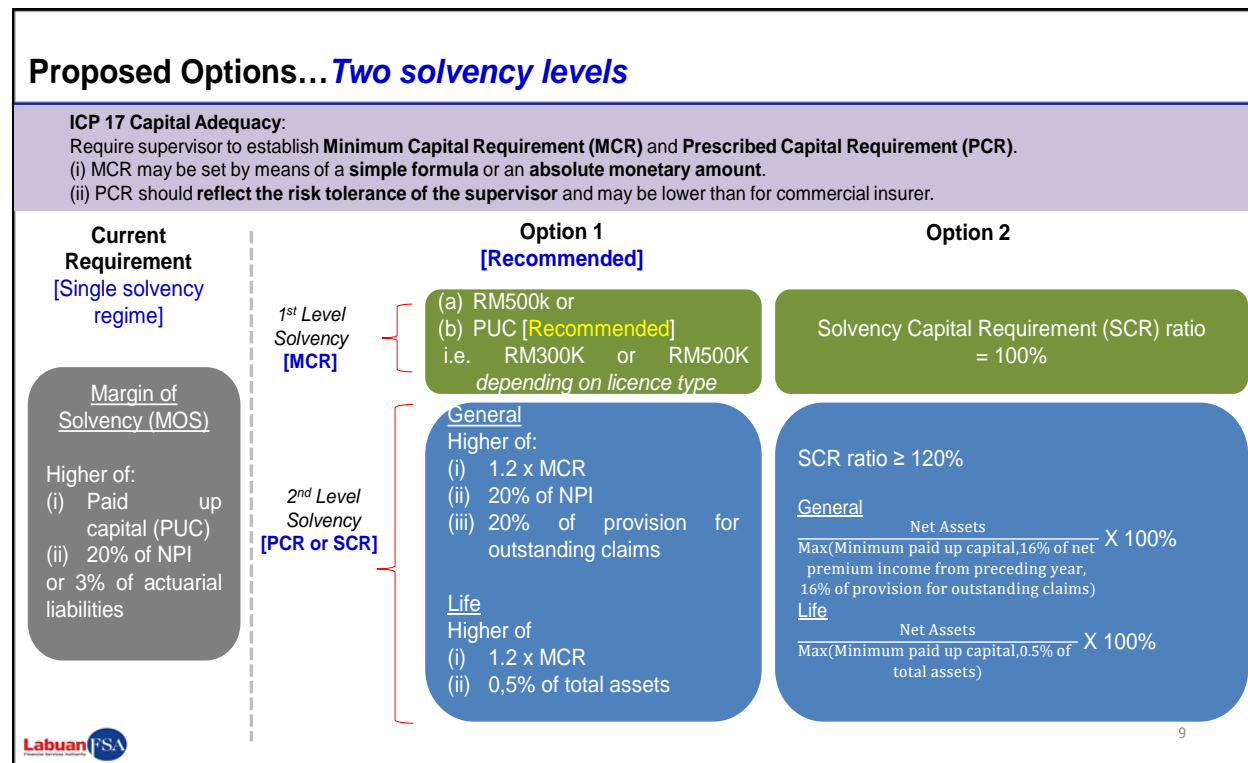 Proposed Options…Two solvency levels
ICP 17 Capital Adequacy:
Require supervisor to establish Minimum Capital Requirement (MCR) and Prescribed Capital Requirement (PCR).
(i) MCR may be set by means of a simple formula or an absolute monetary amount.
(ii) PCR should reflect the risk tolerance of the supervisor and may be lower than for commercial insurer.
Current
Requirement
[Single solvency
regime]
Margin of
Solvency (MOS)
Higher of:
(i) Paid up
capital (PUC)
(ii) 20% of NPI
or 3% of actuarial
liabilities
1st Level
Solvency
[MCR]
2nd Level
Solvency
[PCR or SCR]
Option 1
[Recommended]
(a) RM500k or
(b) PUC [Recommended]
i.e. RM300K or RM500K
depending on licence type
General
Higher of:
(i) 1.2 x MCR
(ii) 20% of NPI
(iii) 20% of provision for
outstanding claims
Life
Higher of
(i) 1.2 x MCR
(ii) 0,5% of total assets
Option 2
Solvency Capital Requirement (SCR) ratio
= 100%
SCR ratio ≥ 120%
General
Net Assets
Max(Minimum paid up capital,16% of net
premium income from preceding year,
16% of provision for outstanding claims)
X 100%
Life
Net Assets
Max(Minimum paid up capital,0.5% of
total assets)
X 100%
Labuan FSA
Financial Services Authority
9